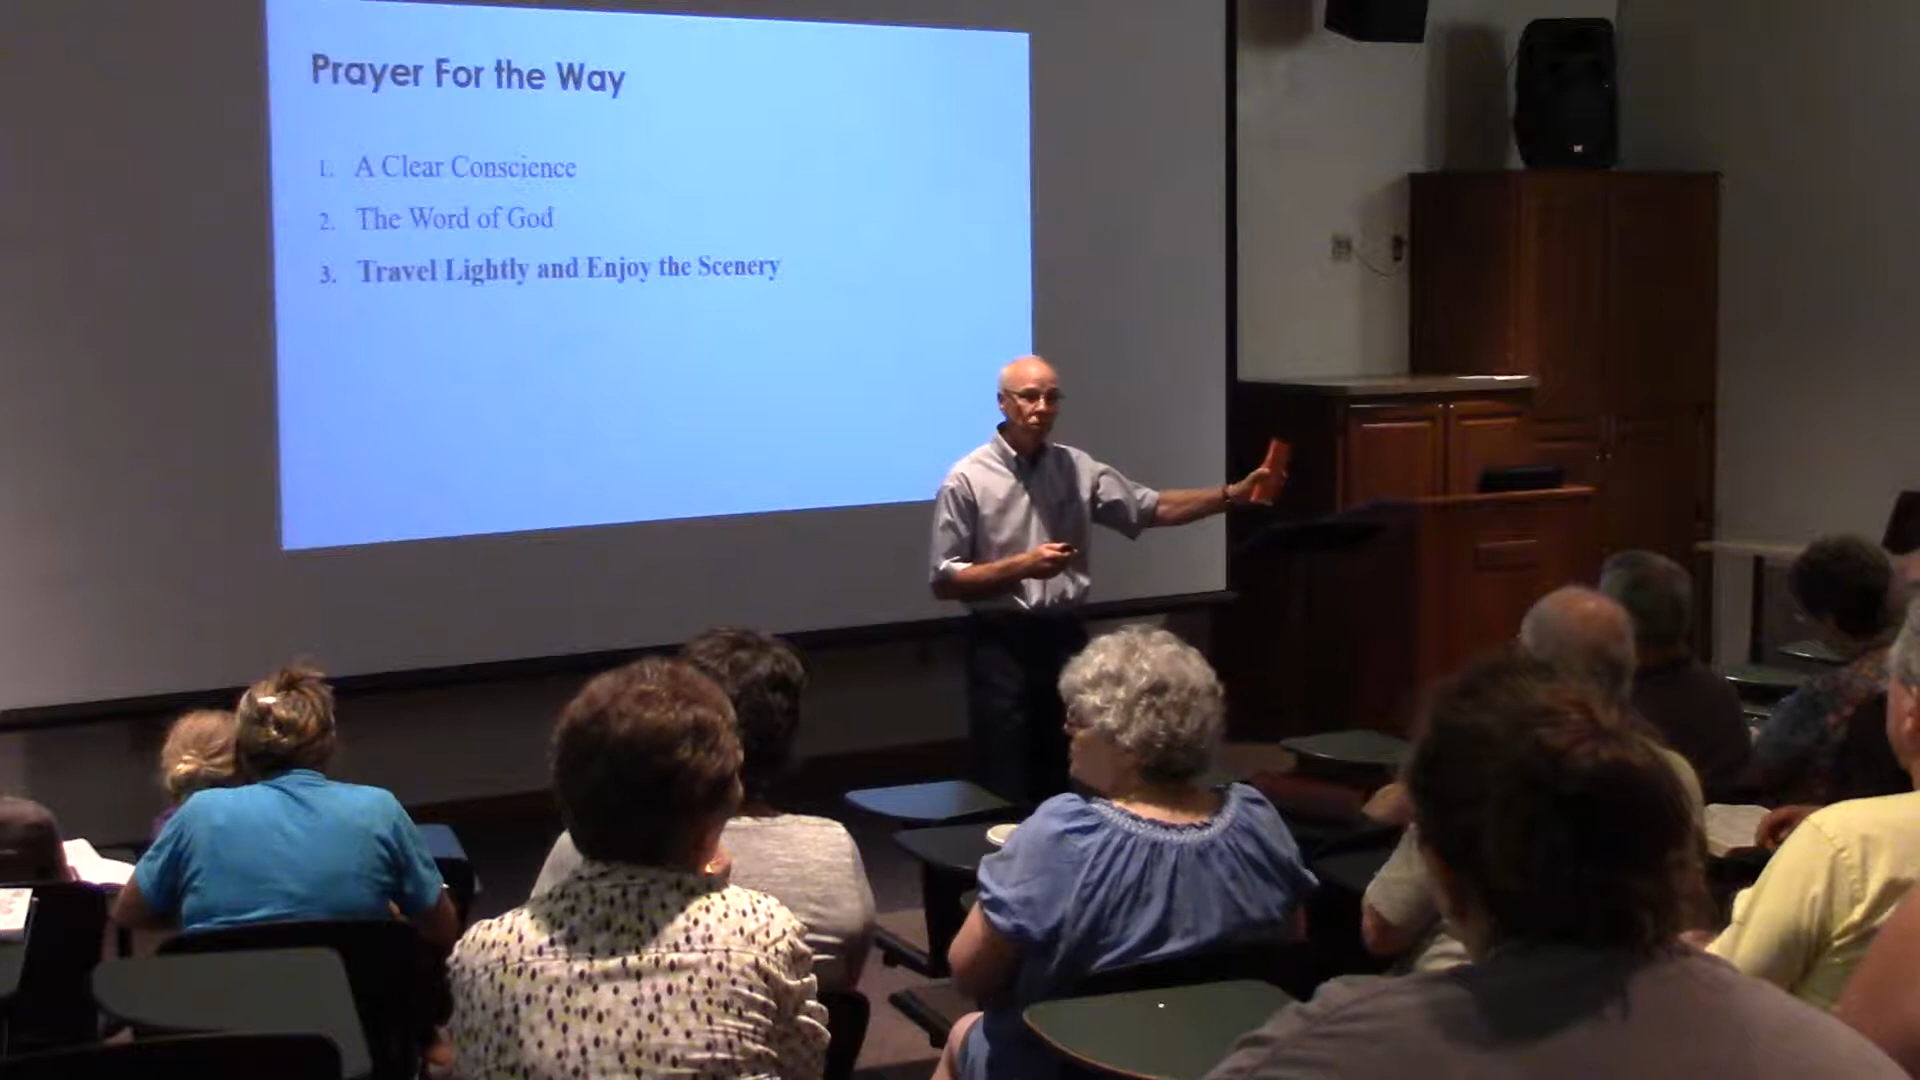 Prayer For the Way
1. A Clear Conscience
2. The Word of God
3. Travel Lightly and Enjoy the Scenery